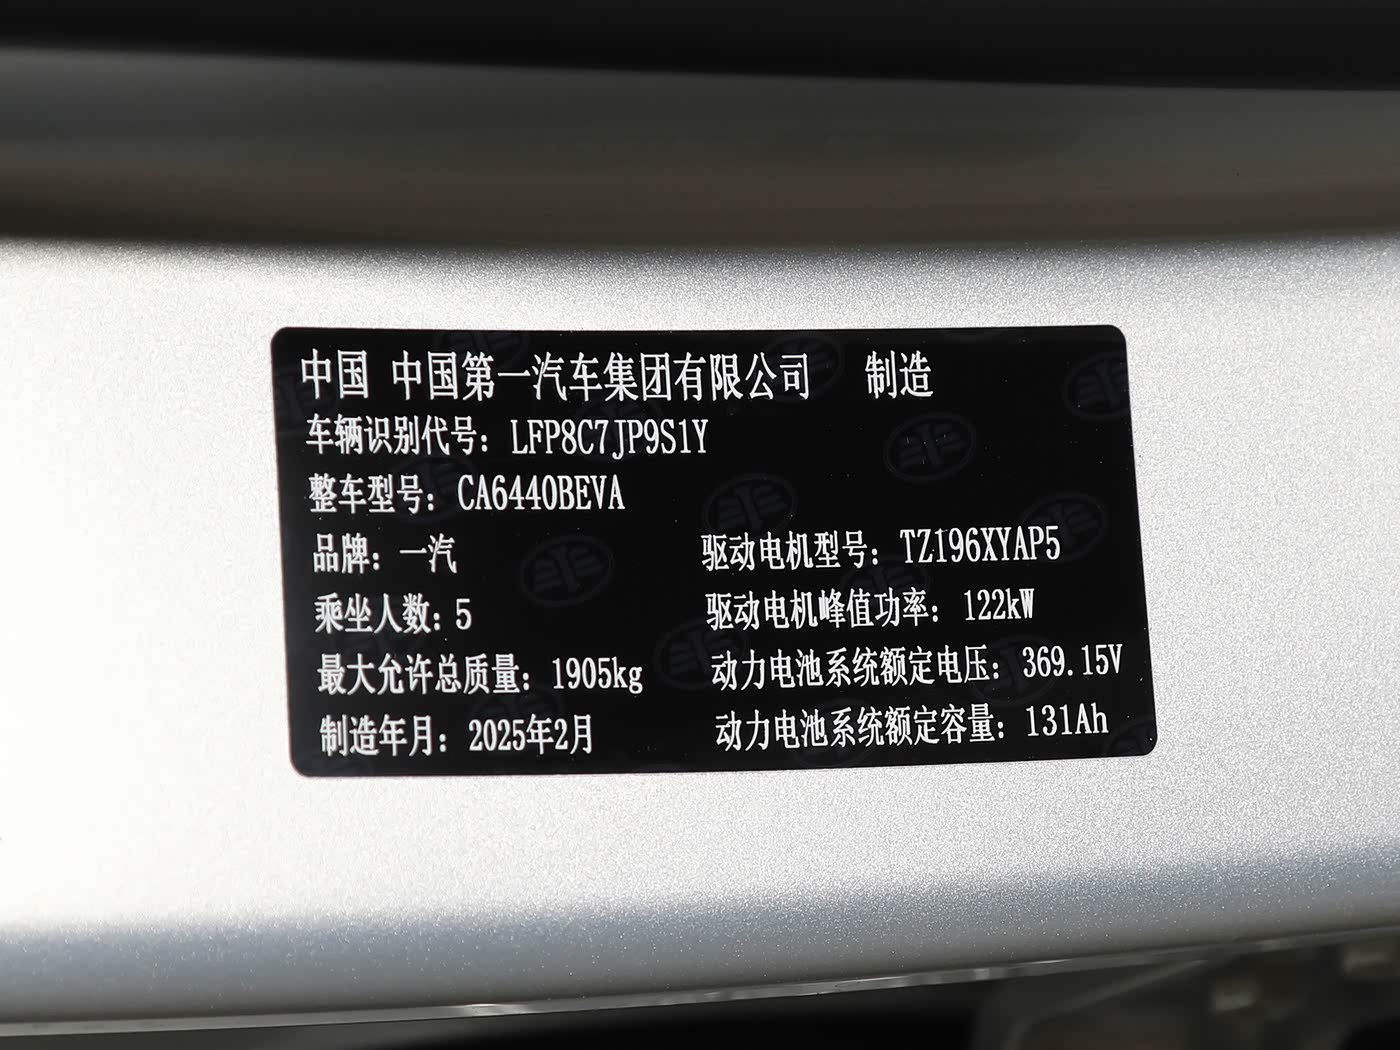 中国 中国第一汽车集团有限公司 制造
车辆识别代号：LFP8C7JP9S1Y
整车型号：CA6440BEVA
品牌：一汽
驱动电机型号：TZ196XYAP5
乘坐人数：5
驱动电机峰值功率：122kW
最大允许总质量：1905kg
动力电池系统额定电压：369.15V
制造年月：2025年2月
动力电池系统额定容量：131Ah